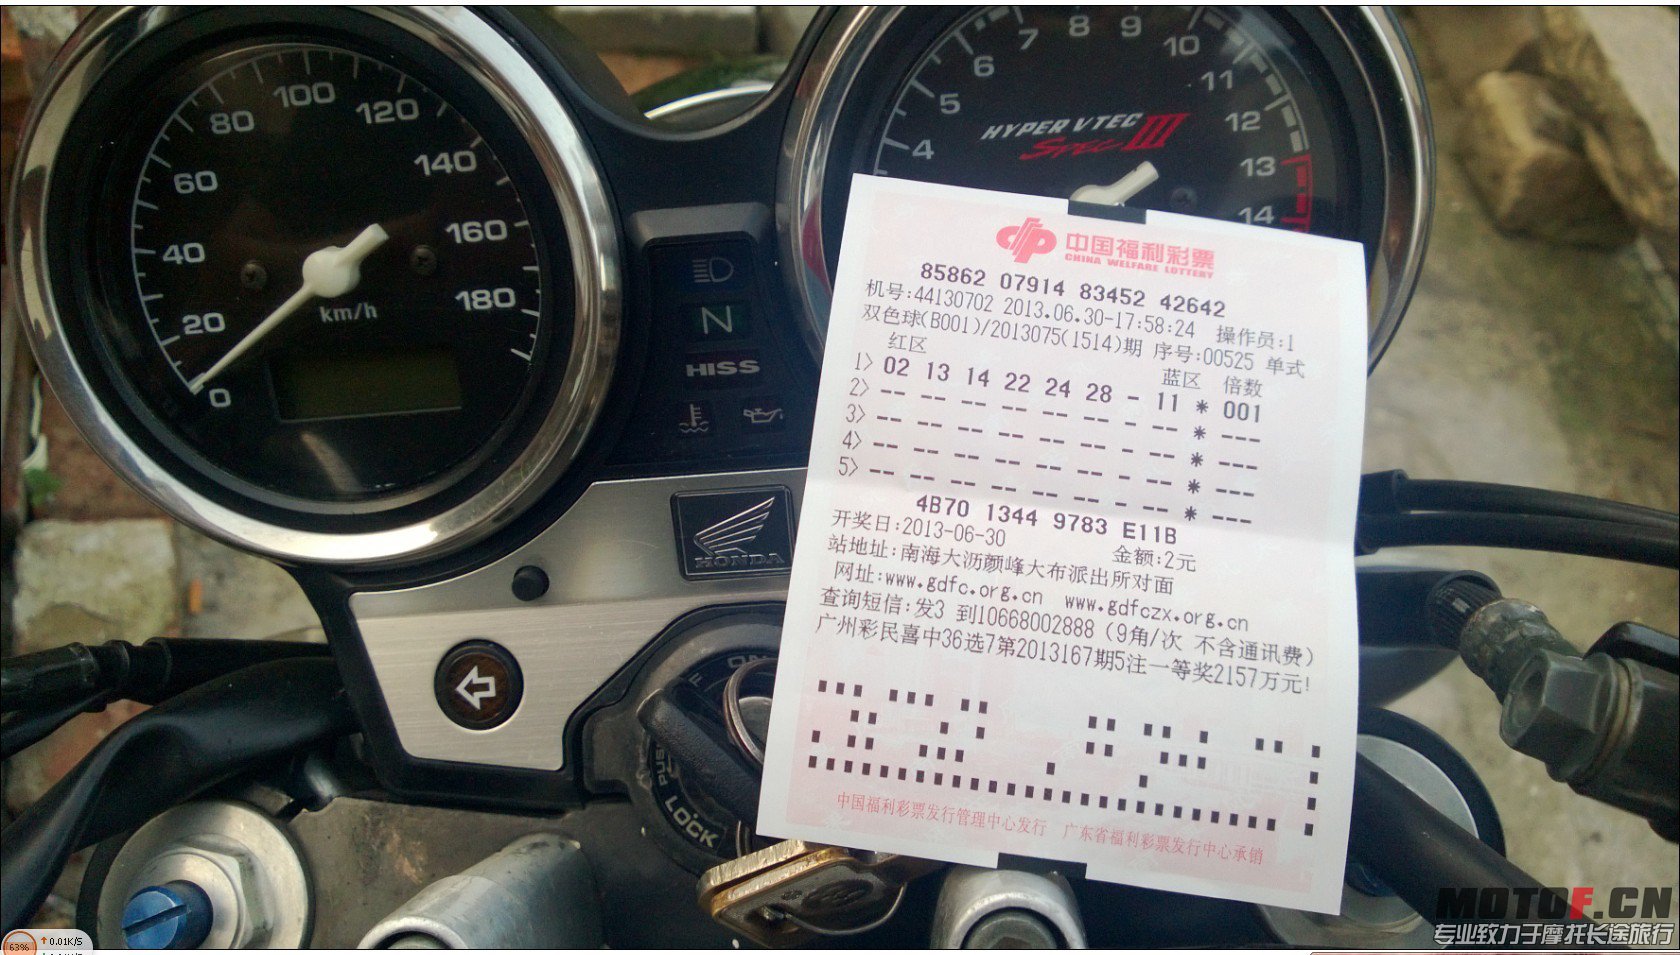 0
20
40
60
80
100
120
140
160
180
km/h
4
5
6
7
8
9
10
11
12
13
14
HYPER VTEC III
SPEC
N
HISS
HONDA
ON
PUSH
LOCK
中国福利彩票
CHINA WELFARE LOTTERY
85862 07914 83452 42642
机号:44130702 2013.06.30-17:58:24 操作员:1
双色球(B001)/2013075(1514)期 序号:00525 单式
红区 蓝区 倍数
1> 02 13 14 22 24 28 - 11 * 001
2> -- -- -- -- -- -- - -- * ---
3> -- -- -- -- -- -- - -- * ---
4> -- -- -- -- -- -- - -- * ---
5> -- -- -- -- -- -- - -- * ---
4B70 1344 9783 E11B
开奖日:2013-06-30 金额:2元
站地址:南海大沥颜峰大布派出所对面
网址:www.gdfc.org.cn www.gdfczx.org.cn
查询短信:发3 到10668002888（9角/次 不含通讯费）
广州彩民喜中36选7第2013167期5注一等奖2157万元!
中国福利彩票发行管理中心发行 广东省福利彩票发行中心承销
MOTOF.CN
专业致力于摩托长途旅行
63%
0.01K/S